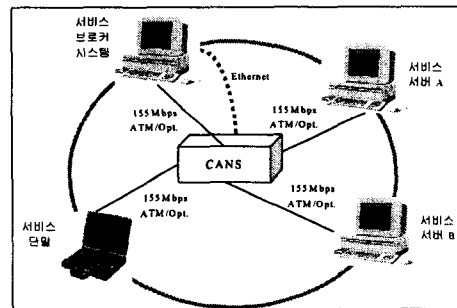 서비스
브로커
시스템
Ethernet
서비스
서버 A
155Mbps
ATM/Opt.
155Mbps
ATM/Opt.
CANS
155Mbps
ATM/Opt.
155Mbps
ATM/Opt.
서비스
단말
서비스
서버 B